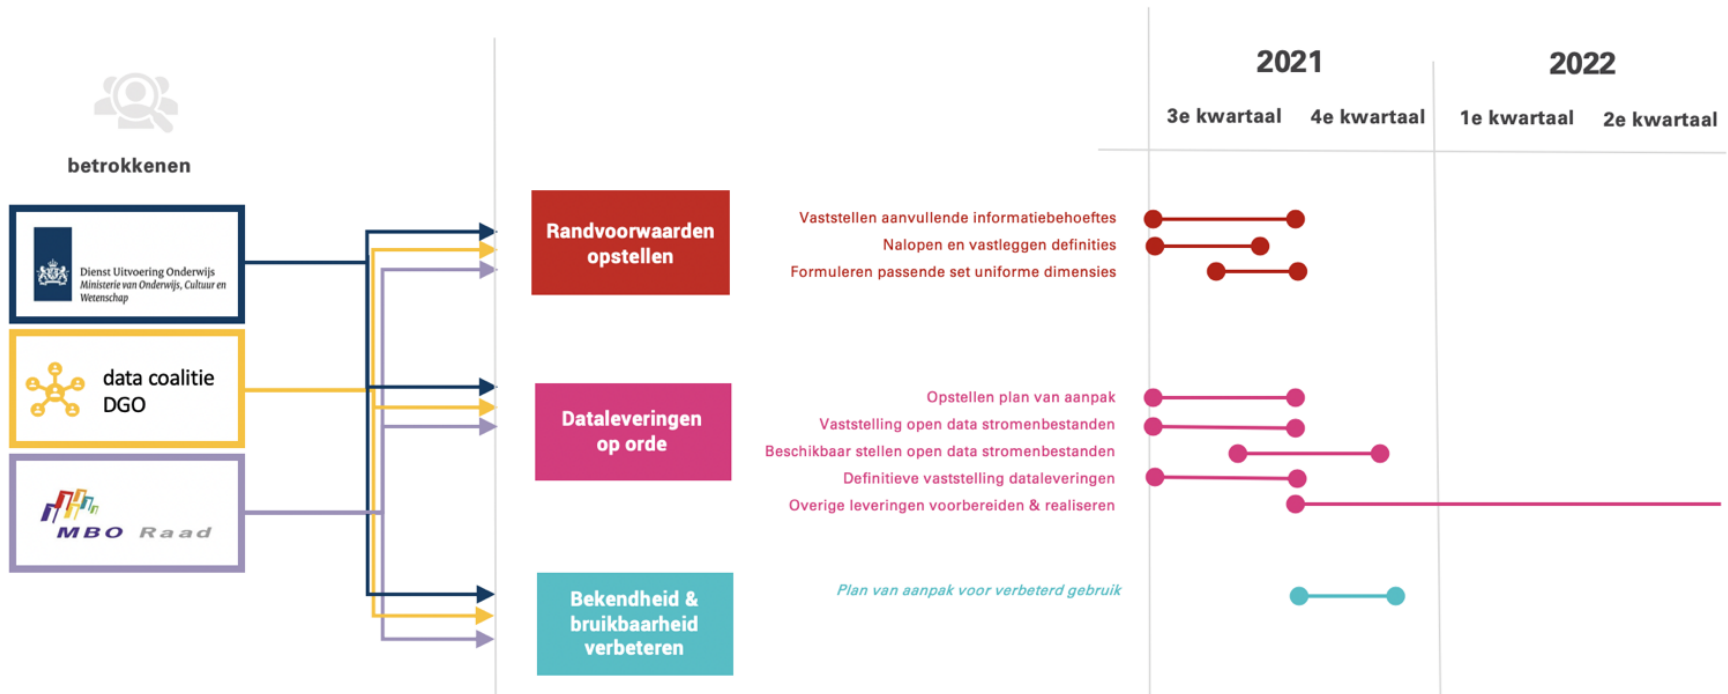 betrokkenen
Dienst Uitvoering Onderwijs
Ministerie van Onderwijs, Cultuur en
Wetenschap
data coalitie
DGO
MBO Raad
Randvoorwaarden
opstellen
Dataleveringen
op orde
Bekendheid &
bruikbaarheid
verbeteren
2021
2022
3e kwartaal
4e kwartaal
1e kwartaal
2e kwartaal
Vaststellen aanvullende informatiebehoeftes
Nalopen en vastleggen definities
Formuleren passende set uniforme dimensies
Opstellen plan van aanpak
Vaststelling open data stromenbestanden
Beschikbaar stellen open data stromenbestanden
Definitieve vaststelling dataleveringen
Overige leveringen voorbereiden & realiseren
Plan van aanpak voor verbeterd gebruik